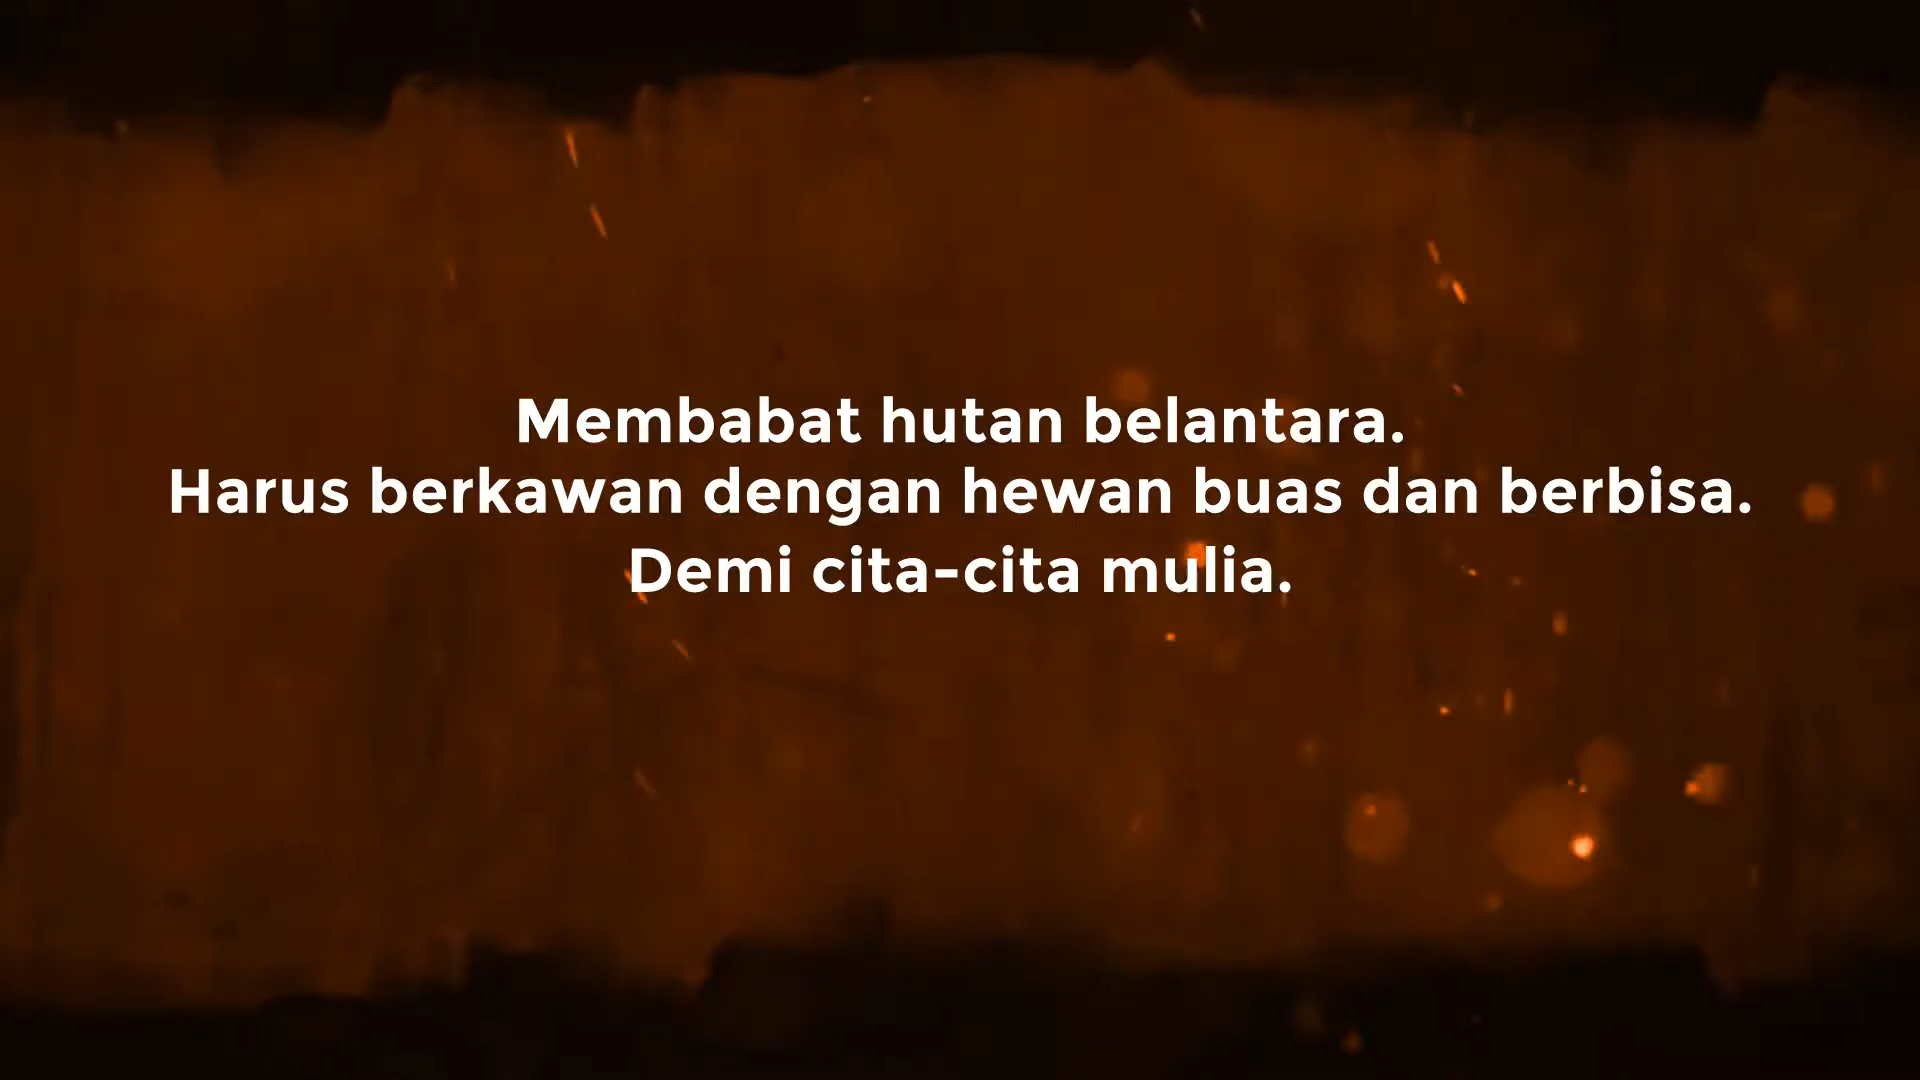 Membabat hutan belantara.
Harus berkawan dengan hewan buas dan berbisa.
Demi cita-cita mulia.